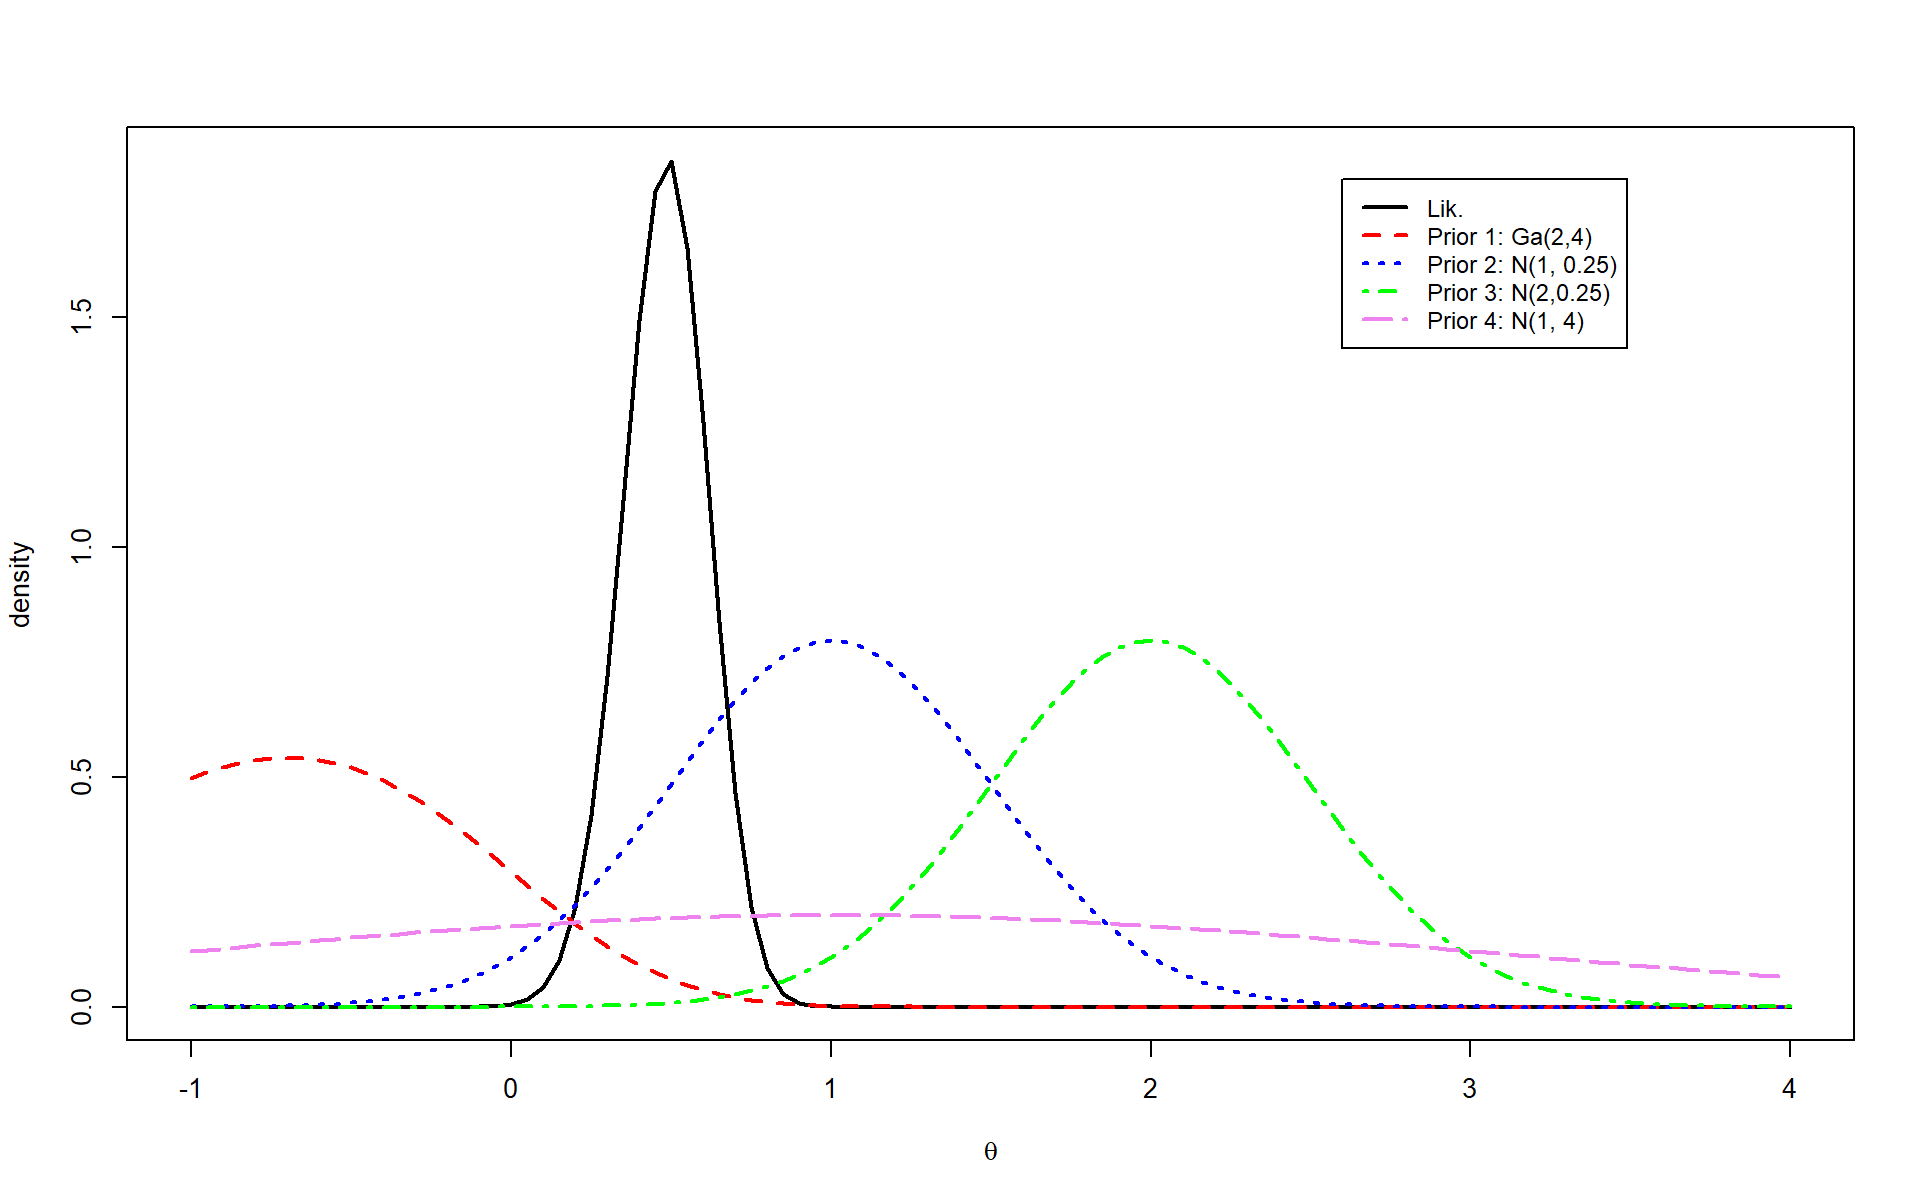 Lik.
Prior 1: Ga(2,4)
Prior 2: N(1, 0.25)
Prior 3: N(2,0.25)
Prior 4: N(1, 4)
density
1.5
1.0
0.5
0.0
-1 0 1 2 3 4
θ